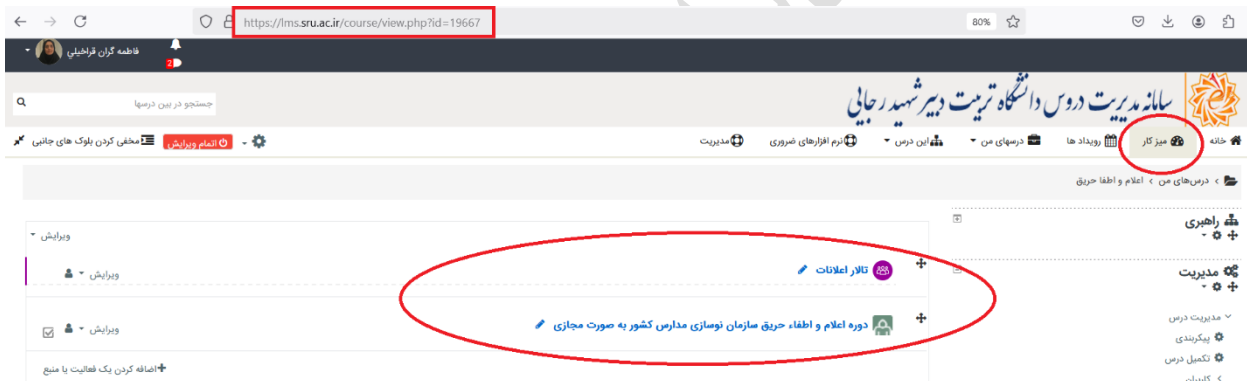 https://lms.sru.ac.ir/course/view.php?id=19667
80%
فاطمه گران قراخیلي
2
سامانه مدیریت دروس دانشگاه تربیت دبیر شهید رجایی
جستجو در بین درسها
خانه میز کار رویداد ها درسهای من این درس نرم افزارهای ضروری مدیریت
اتمام ویرایش مخفی کردن بلوک های جانبی
درس‌های من › اعلام و اطفا حریق
راهبری
ویرایش
تالار اعلانات
ویرایش
مدیریت
مدیریت درس
دوره اعلام و اطفاء حریق سازمان نوسازی مدارس کشور به صورت مجازی
ویرایش
پیکربندی
تکمیل درس
اضافه کردن یک فعالیت یا منبع
کاربران